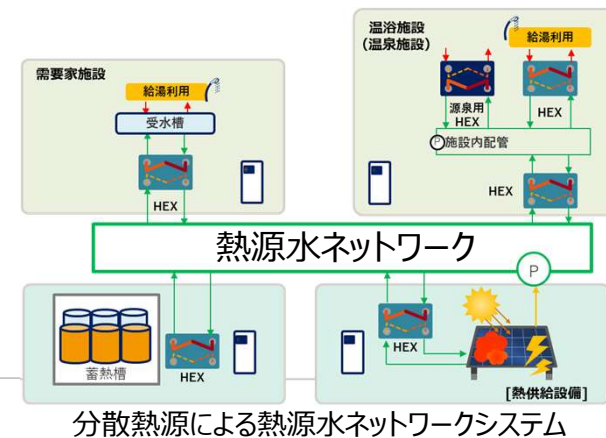 需要家施設
給湯利用
受水槽
HEX
温浴施設
(温泉施設)
給湯利用
源泉用
HEX
HEX
P施設内配管
HEX
熱源水ネットワーク
P
蓄熱槽
HEX
HEX
[熱供給設備]
分散熱源による熱源水ネットワークシステム